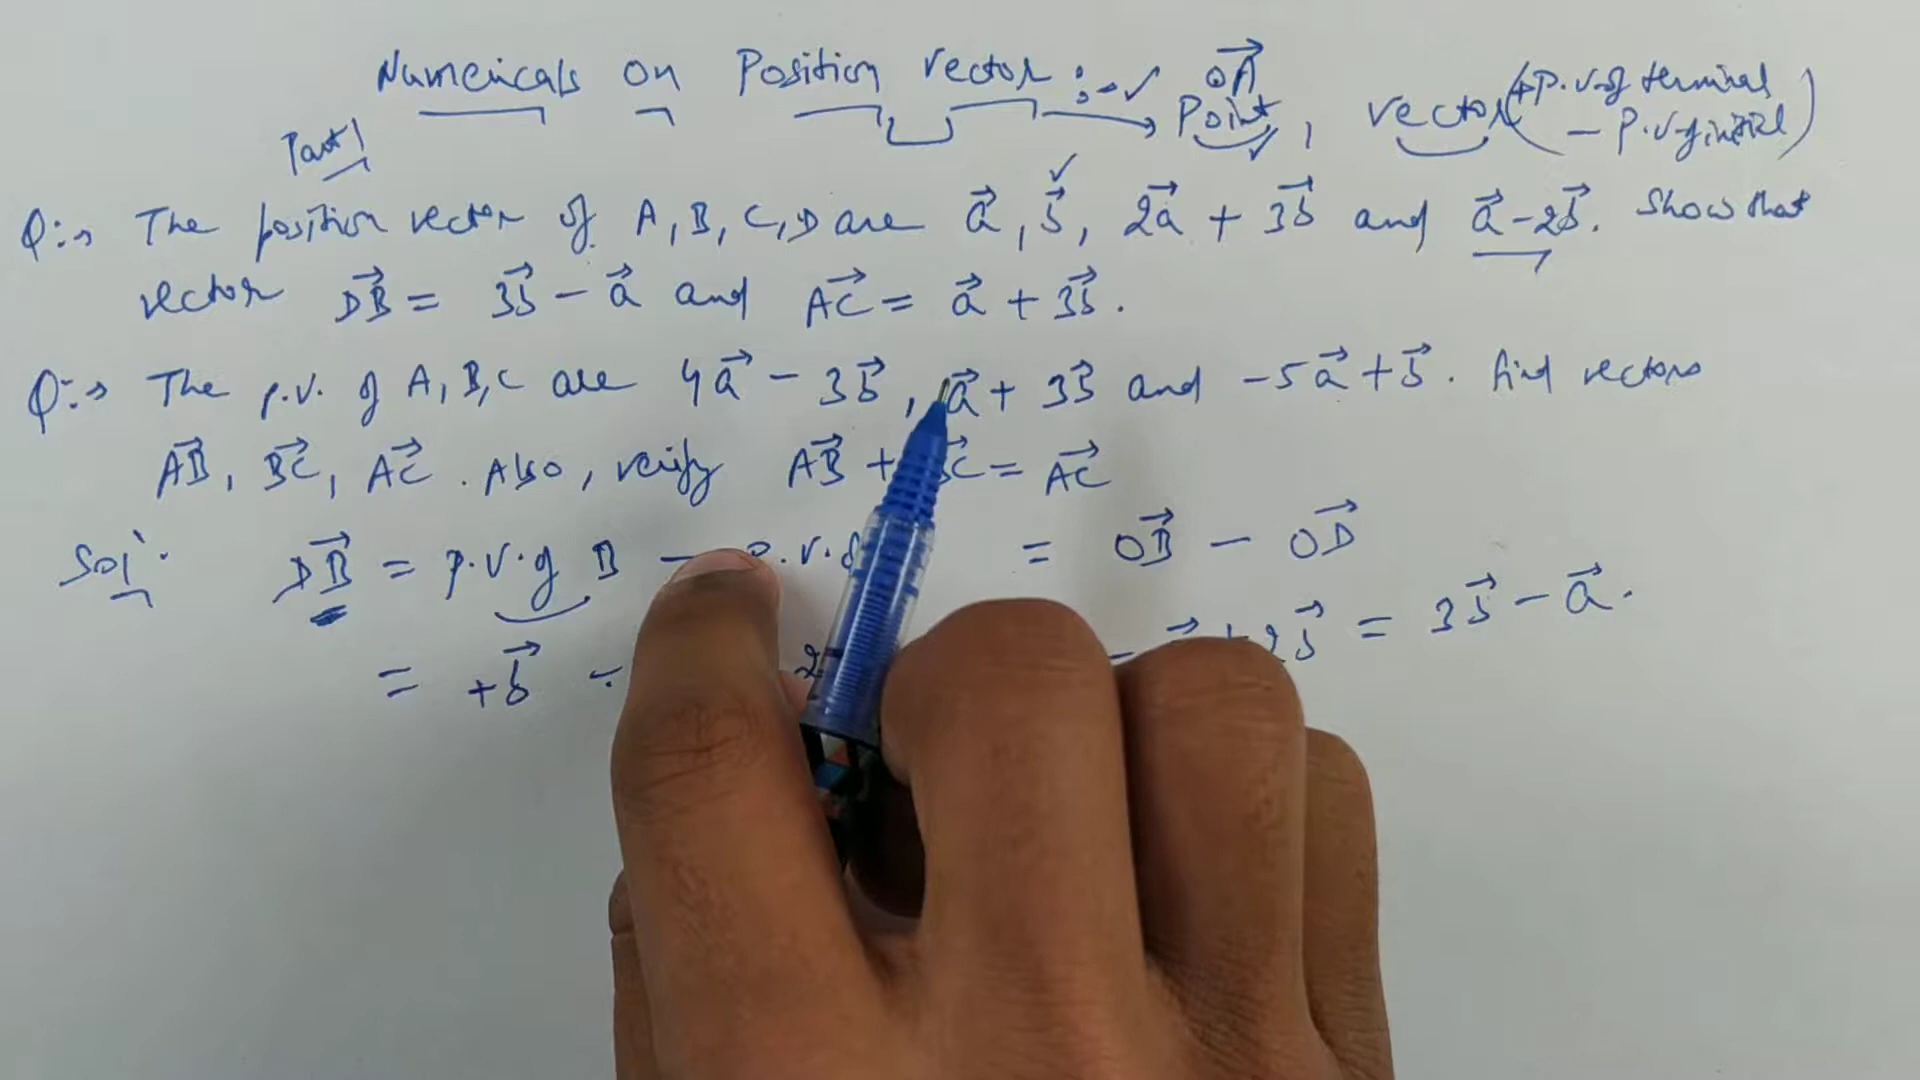 Numericals on Position vector :-✓ → Point, vector (+P.V. of terminal
→OA
- P.V. of initial)
Part 1
Q:→ The position vector of A, B, C, D are a⃗, b⃗, 2a⃗ + 3b⃗ and a⃗ - 2b⃗. Show that
vector DB⃗ = 3b⃗ - a⃗ and AC⃗ = a⃗ + 3b⃗.
Q:→ The p.v. of A, B, C are 4a⃗ - 3b⃗, a⃗ + 3b⃗ and -5a⃗ + b⃗. find vectors
AB⃗, BC⃗, AC⃗. Also, verify AB⃗ + BC⃗ = AC⃗
Sol. DB⃗ = p.v. of B - p.v. = OB⃗ - OD⃗
= +b⃗ - 2 + 2b⃗ = 3b⃗ - a⃗.